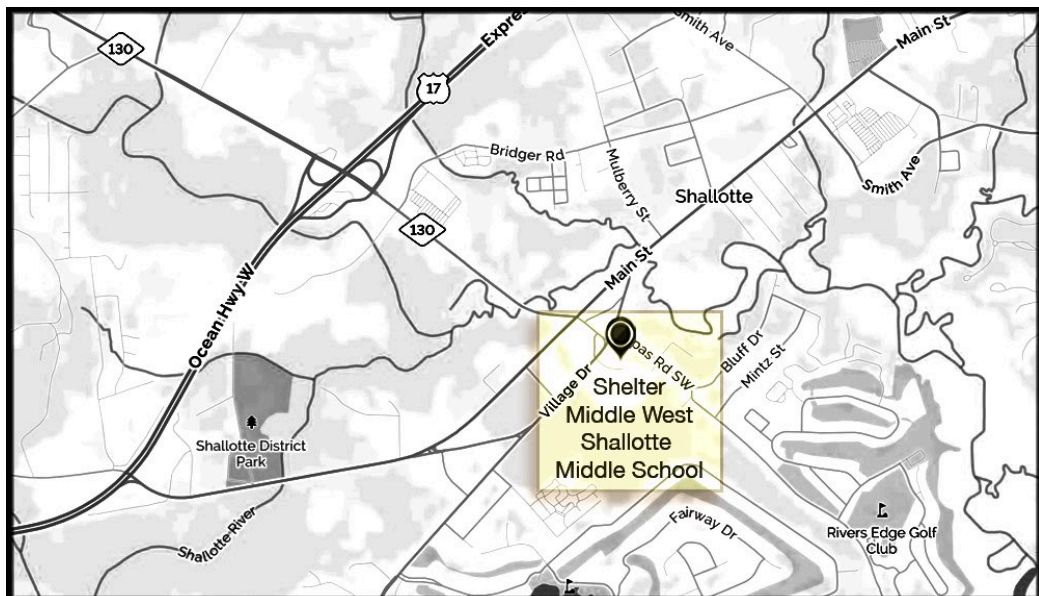 130
Expre
17
Smith Ave
Main St
Bridger Rd
Mulberry St
Smith Ave
Shallotte
130
Main St
Ocean Hwy W
Bluff Dr
Mintz St
Village Dr
Rd SW
Shelter
Middle West
Shallotte
Middle School
Shallotte District
Park
Shallotte River
Fairway Dr
Rivers Edge Golf
Club